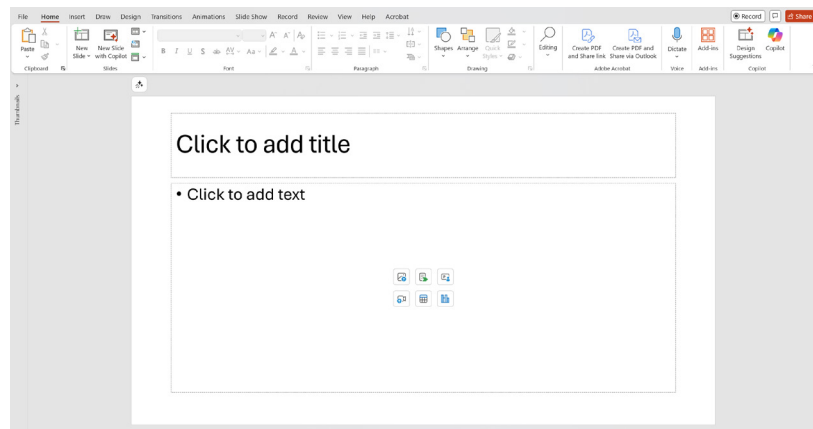 File Home Insert Draw Design Transitions Animations Slide Show Record Review View Help Acrobat
Record Share
Paste
New Slide
New Slide with Copilot
B I U S ab AV Aa A
A A A
Shapes Arrange Quick Styles
Editing
Create PDF and Share link
Create PDF and Share via Outlook
Dictate
Add-ins
Design Suggestions
Copilot
Clipboard Slides Font Paragraph Drawing Adobe Acrobat Voice Add-ins Copilot
Thumbnails
Click to add title
• Click to add text